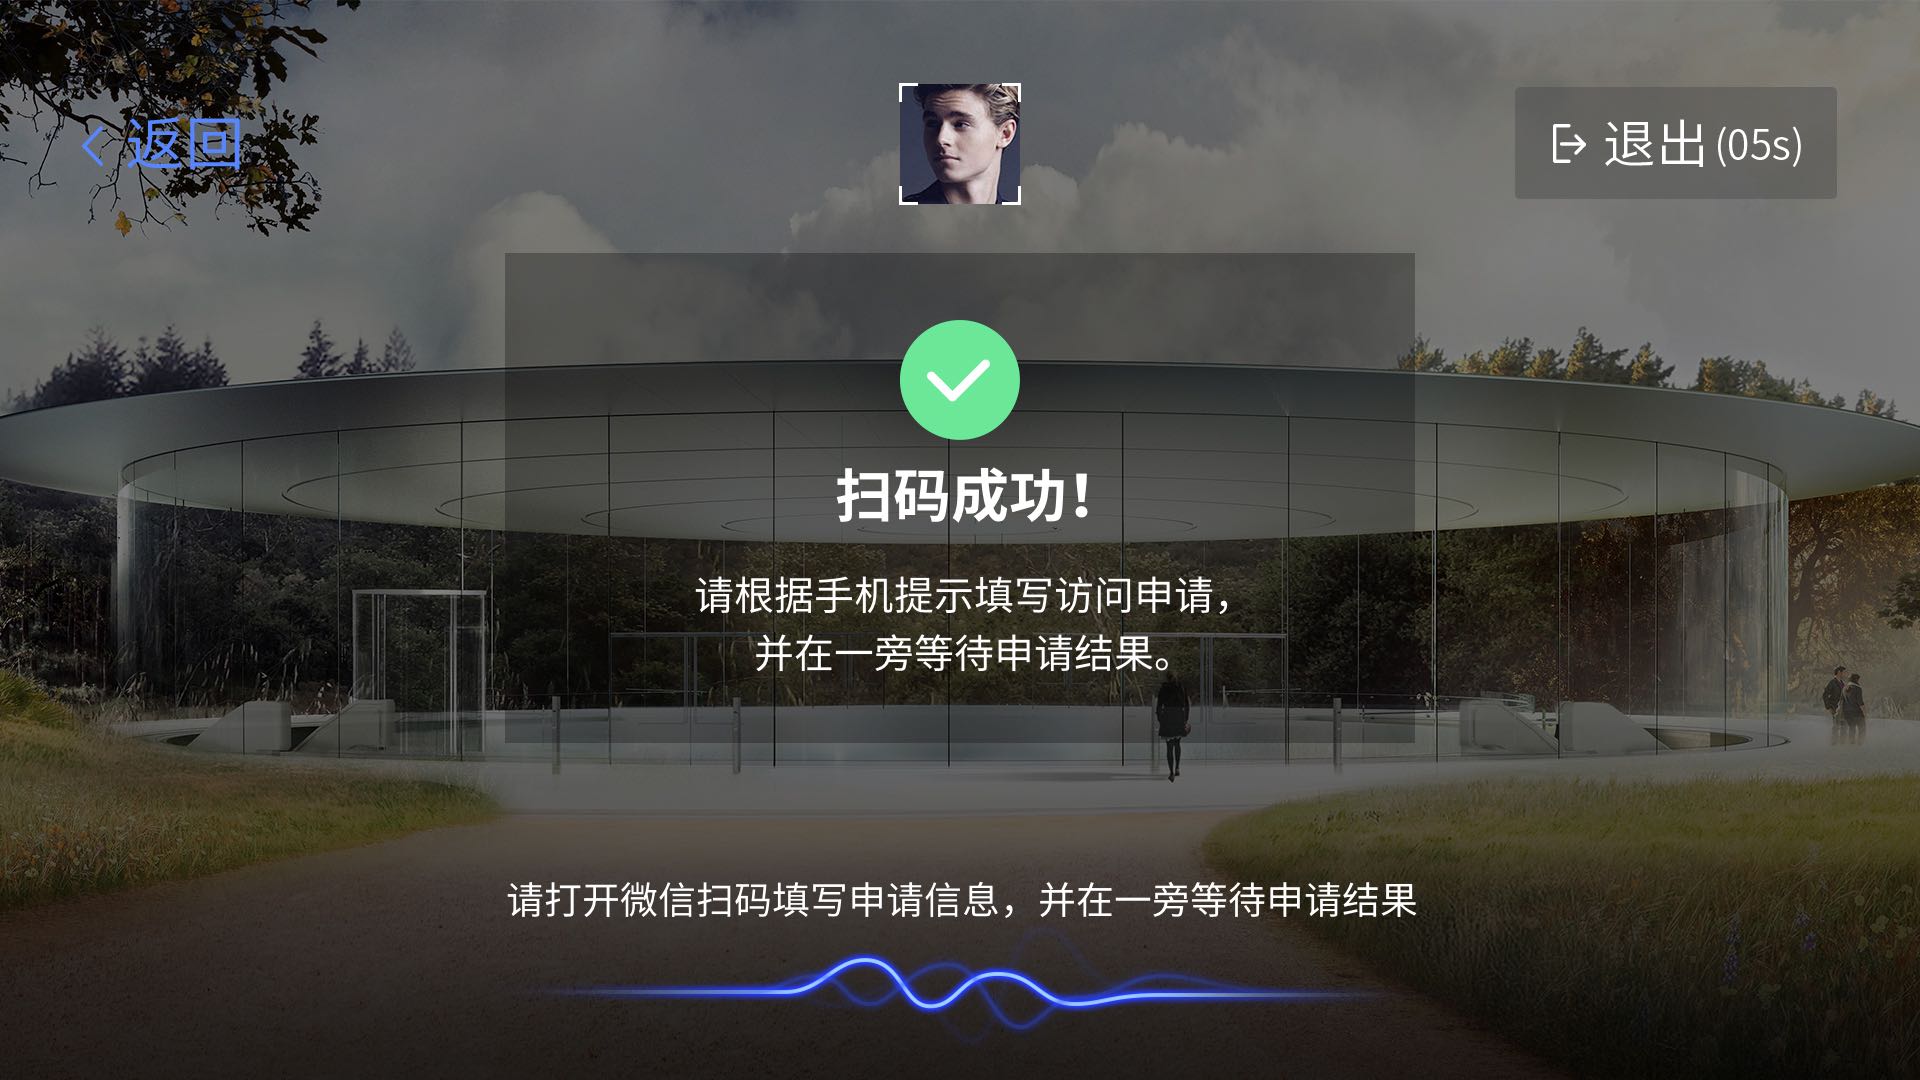 返回
退出(05s)
扫码成功!
请根据手机提示填写访问申请，
并在一旁等待申请结果。
请打开微信扫码填写申请信息，并在一旁等待申请结果